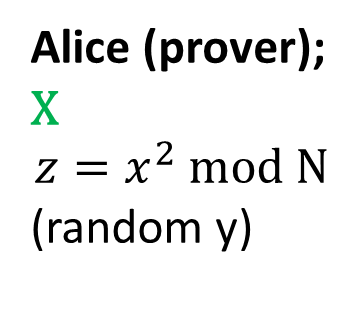 Alice (prover);
X
z = x² mod N
(random y)